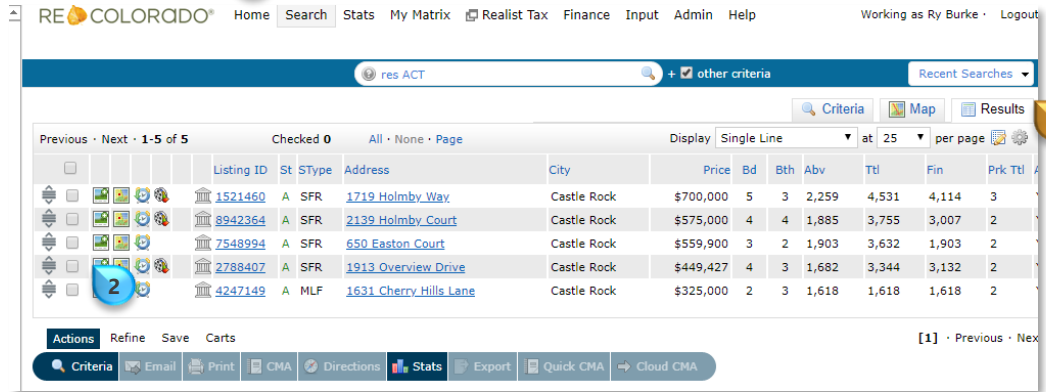 RECOLORADO® Home Search Stats My Matrix Realist Tax Finance Input Admin Help Working as Ry Burke · Logout
res ACT + other criteria Recent Searches
Criteria Map Results
Previous · Next · 1-5 of 5 Checked 0 All · None · Page Display Single Line at 25 per page
Listing ID St SType Address City Price Bd Bth Abv Ttl Fin Prk Ttl
1521460 A SFR 1719 Holmby Way Castle Rock $700,000 5 3 2,259 4,531 4,114 3
8942364 A SFR 2139 Holmby Court Castle Rock $575,000 4 4 1,885 3,755 3,007 2
7548994 A SFR 650 Easton Court Castle Rock $559,900 3 2 1,903 3,632 1,903 2
2788407 A SFR 1913 Overview Drive Castle Rock $449,427 4 3 1,682 3,344 3,132 2
2 4247149 A MLF 1631 Cherry Hills Lane Castle Rock $325,000 2 3 1,618 1,618 1,618 2
Actions Refine Save Carts [1] · Previous · Nex
Criteria Email Print CMA Directions Stats Export Quick CMA Cloud CMA